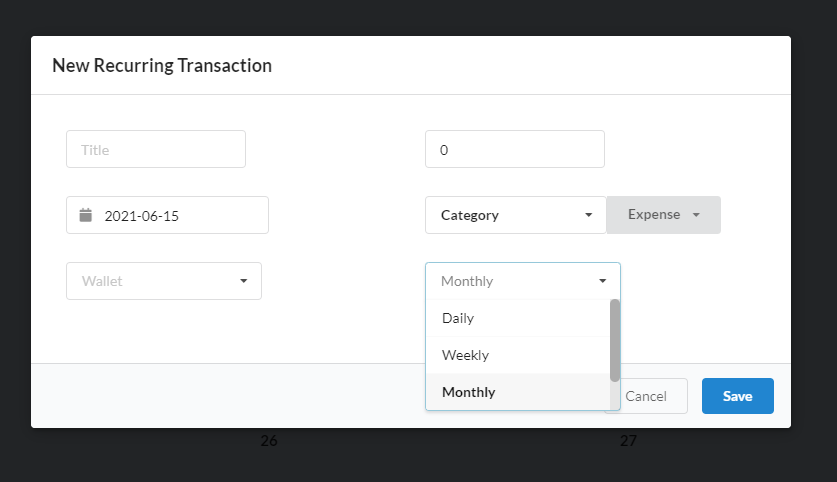 New Recurring Transaction
Title
0
2021-06-15
Category
Expense
Wallet
Monthly
Daily
Weekly
Monthly
Cancel
Save
26
27